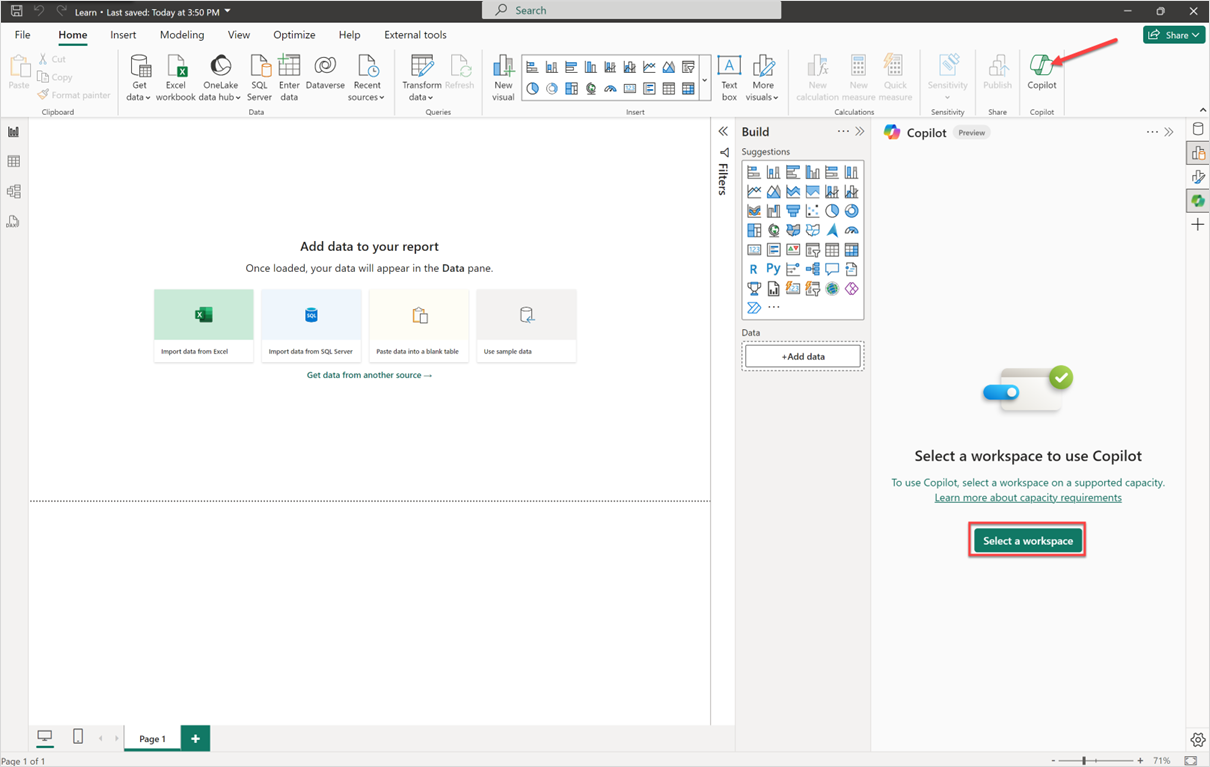 Learn • Last saved: Today at 3:50 PM
Search
File Home Insert Modeling View Optimize Help External tools
Share
Paste
Cut
Copy
Format painter
Clipboard
Get data
Excel workbook
OneLake data hub
SQL Server
Enter data
Dataverse
Recent sources
Data
Transform data
Refresh
Queries
New visual
Text box
More visuals
Insert
New calculation
New measure
Quick measure
Calculations
Sensitivity
Sensitivity
Publish
Share
Copilot
Copilot
Add data to your report
Once loaded, your data will appear in the Data pane.
Import data from Excel
Import data from SQL Server
Paste data into a blank table
Use sample data
Get data from another source →
Filters
Build
Suggestions
R Py
Data
+Add data
Copilot Preview
Select a workspace to use Copilot
To use Copilot, select a workspace on a supported capacity.
Learn more about capacity requirements
Select a workspace
Page 1
Page 1 of 1
- + 71%